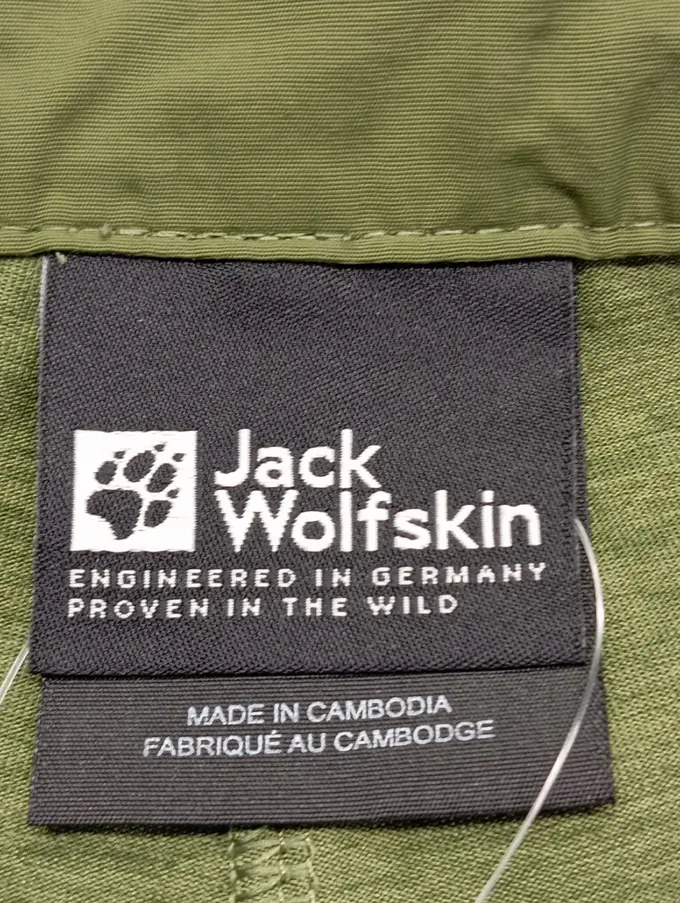 Jack
Wolfskin
ENGINEERED IN GERMANY
PROVEN IN THE WILD
MADE IN CAMBODIA
FABRIQUÉ AU CAMBODGE